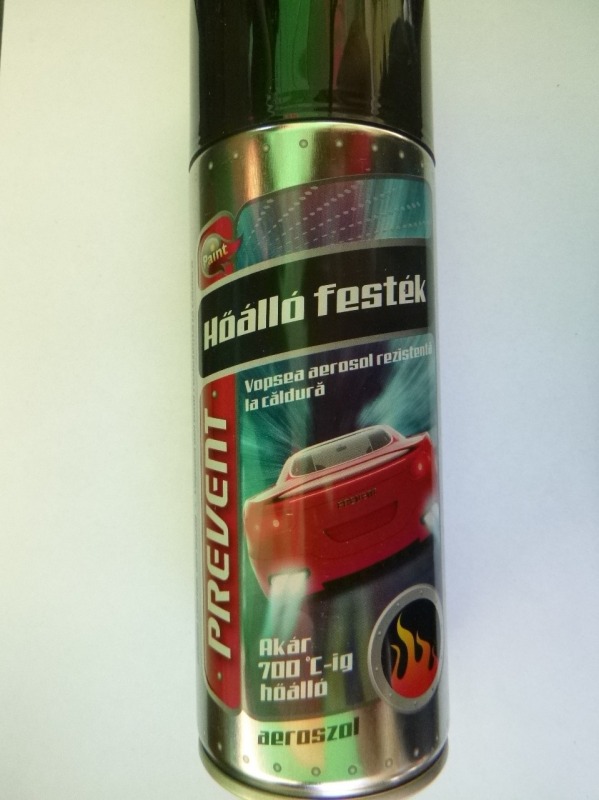 Paint
Hőálló festék
Vopsea aerosol rezistentă
la căldură
PREVENT
Akár
700 °C-ig
hőálló
aeroszol